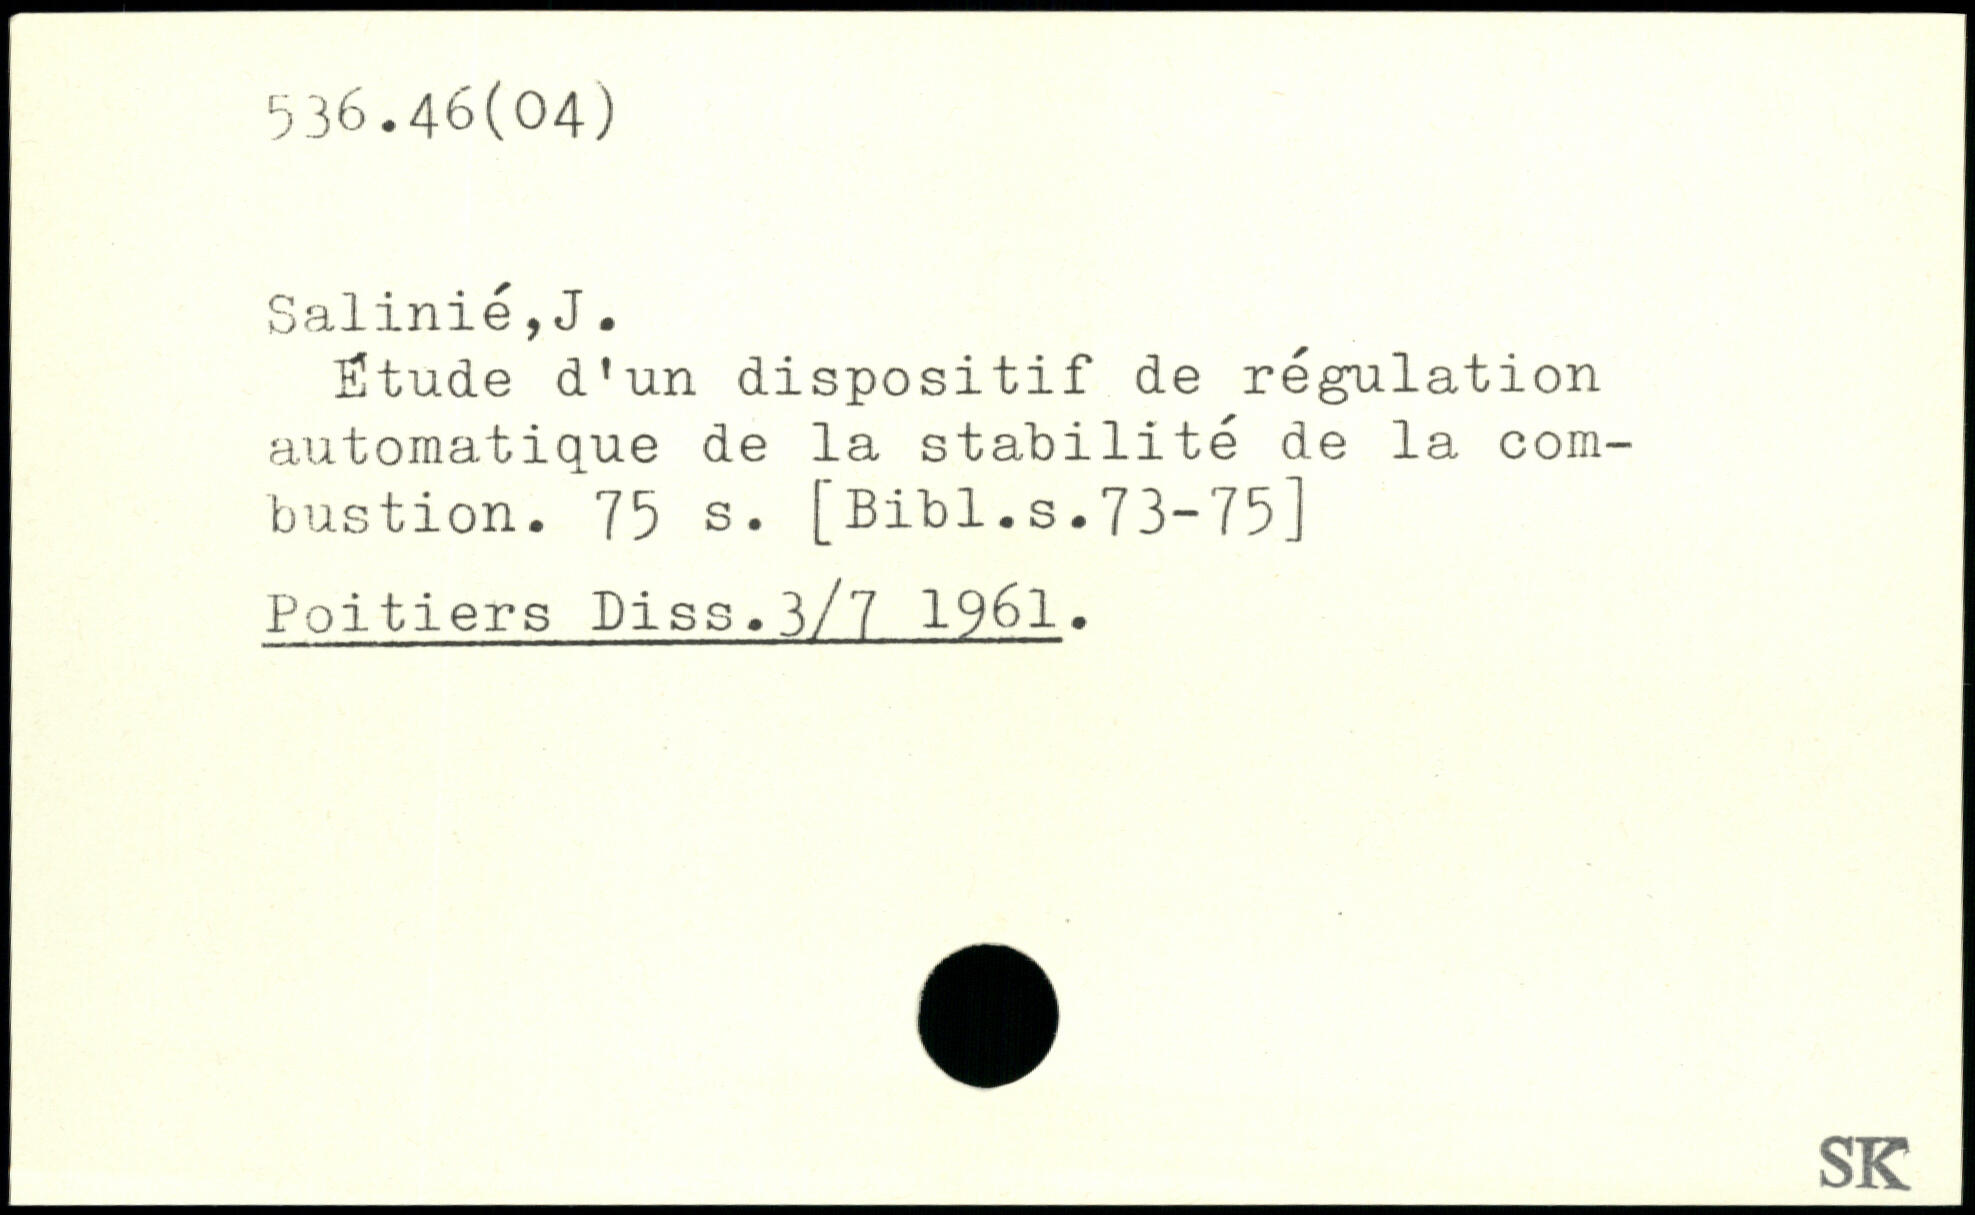 536.46(04)
Salinié,J.
Étude d'un dispositif de régulation
automatique de la stabilité de la com-
bustion. 75 s. [Bibl.s.73-75]
Poitiers Diss.3/7 1961.
SK